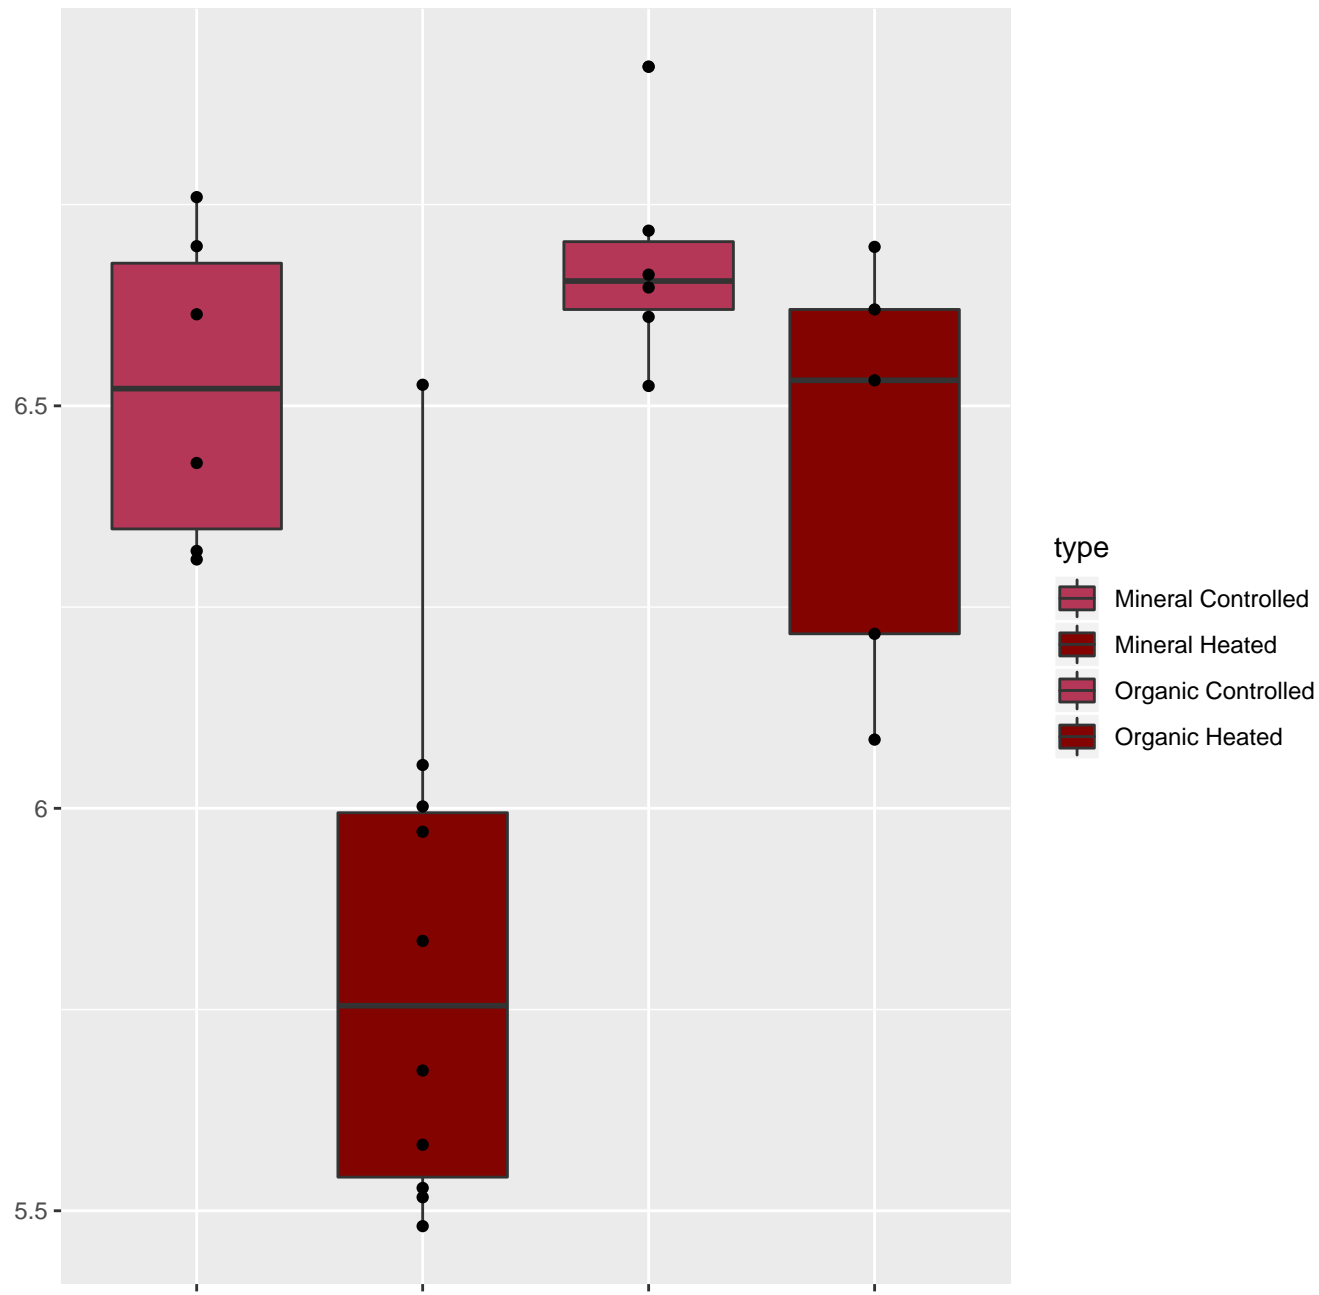 6.5
6
5.5
type
Mineral Controlled
Mineral Heated
Organic Controlled
Organic Heated